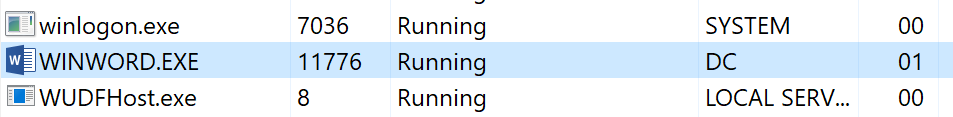 winlogon.exe 7036 Running SYSTEM 00
WINWORD.EXE 11776 Running DC 01
WUDFHost.exe 8 Running LOCAL SERV... 00